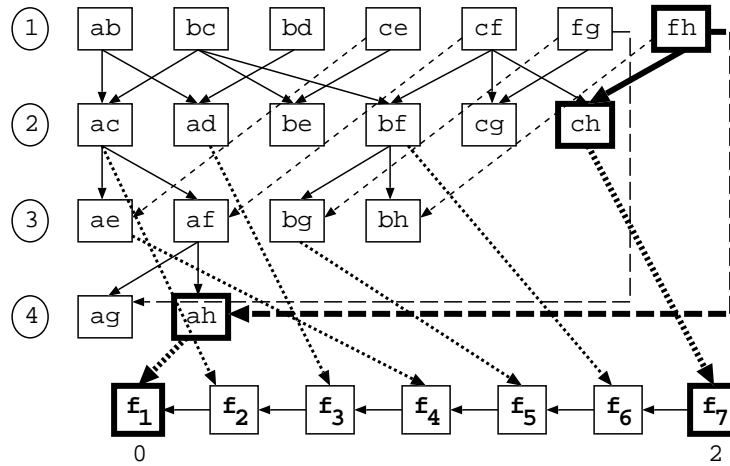 1 ab bc bd ce cf fg fh
2 ac ad be bf cg ch
3 ae af bg bh
4 ag ah
f1 f2 f3 f4 f5 f6 f7
0 2